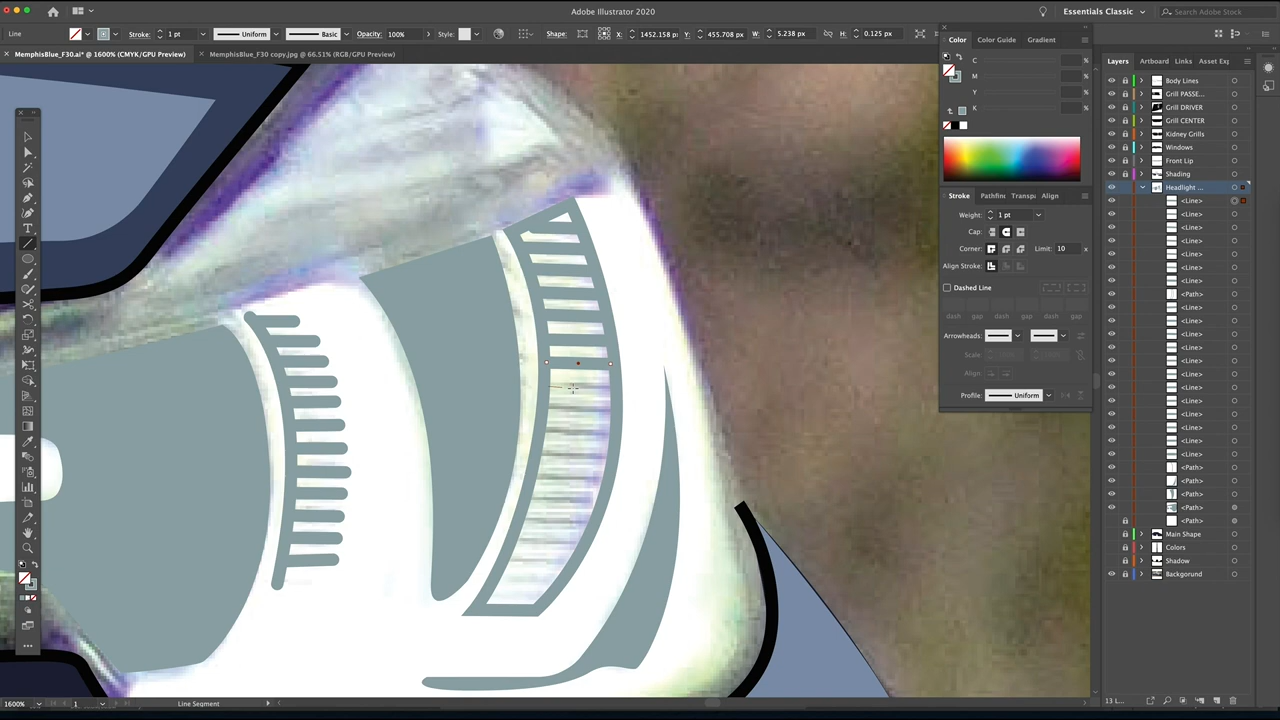 Adobe Illustrator 2020
Essentials Classic
Search Adobe Stock
Line
Stroke: 1 pt Uniform Basic Opacity: 100% Style: Shape: X: 1452.158 p Y: 455.708 px W: 5.238 px H: 0.125 px
MemphisBlue_F30.ai* @ 1600% (CMYK/GPU Preview)
MemphisBlue_F30 copy.jpg @ 66.51% (RGB/GPU Preview)
Color Color Guide Gradient
C %
M %
Y %
K %
Stroke Pathfin Transp Align
Weight: 1 pt
Cap:
Corner: Limit: 10 x
Align Stroke:
Dashed Line
dash gap dash gap dash gap
Arrowheads:
Scale:
Align:
Profile: Uniform
Layers Artboard Links Asset Exp
Body Lines
Grill PASSE...
Grill DRIVER
Grill CENTER
Kidney Grills
Windows
Front Lip
Shading
Headlight ...
<Line>
<Line>
<Line>
<Line>
<Line>
<Line>
<Line>
<Path>
<Line>
<Line>
<Line>
<Line>
<Line>
<Line>
<Line>
<Line>
<Line>
<Line>
<Line>
<Line>
<Path>
<Path>
<Path>
<Path>
<Path>
Main Shape
Colors
Shadow
Backgorund
1600% 1 Line Segment
13 L...